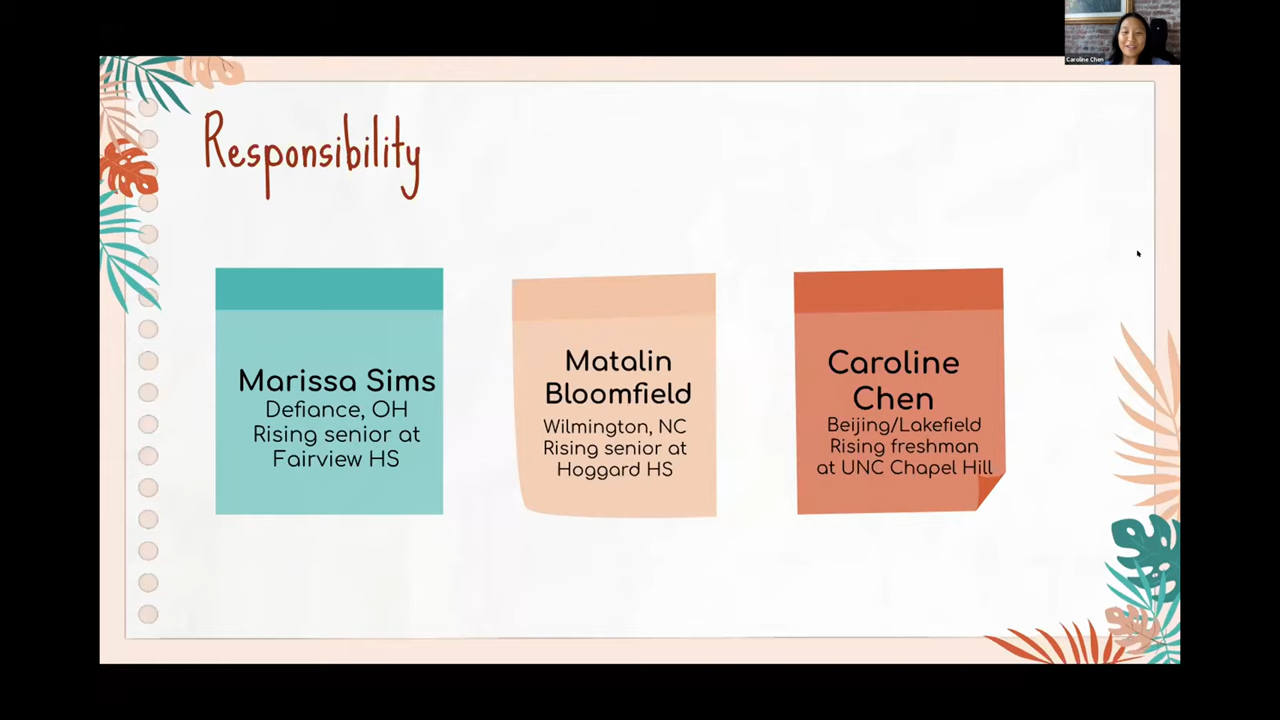 Caroline Chen
Responsibility
Marissa Sims
Defiance, OH
Rising senior at
Fairview HS
Matalin
Bloomfield
Wilmington, NC
Rising senior at
Hoggard HS
Caroline
Chen
Beijing/Lakefield
Rising freshman
at UNC Chapel Hill